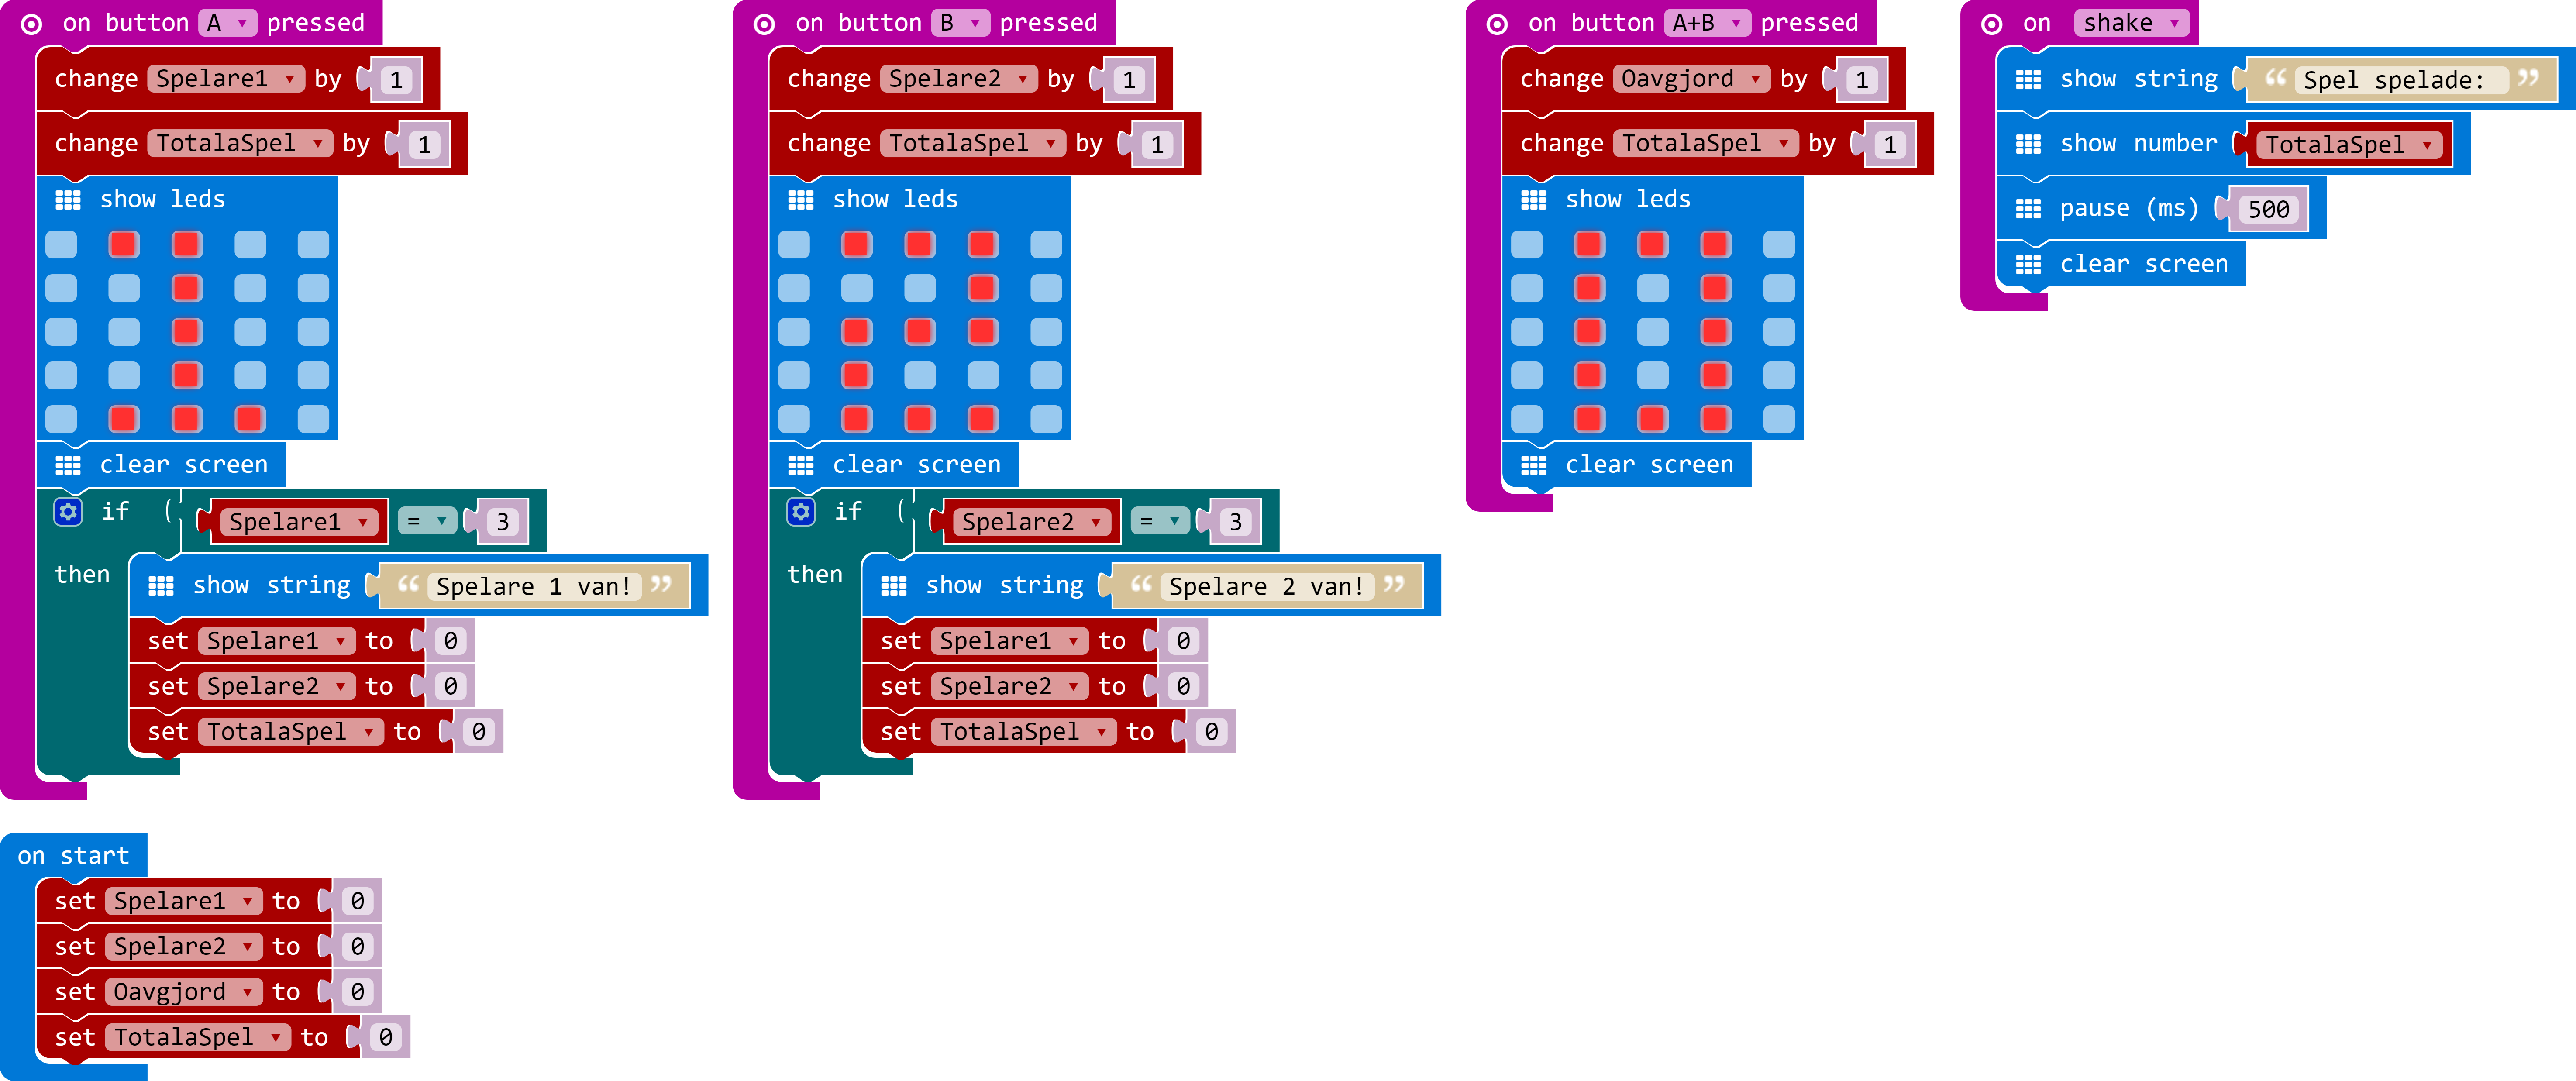 on button A pressed
change Spelare1 by 1
change TotalaSpel by 1
show leds
clear screen
if Spelare1 = 3
then show string “ Spelare 1 van! ”
set Spelare1 to 0
set Spelare2 to 0
set TotalaSpel to 0
on button B pressed
change Spelare2 by 1
change TotalaSpel by 1
show leds
clear screen
if Spelare2 = 3
then show string “ Spelare 2 van! ”
set Spelare1 to 0
set Spelare2 to 0
set TotalaSpel to 0
on button A+B pressed
change Oavgjord by 1
change TotalaSpel by 1
show leds
clear screen
on shake
show string “ Spel spelade: ”
show number TotalaSpel
pause (ms) 500
clear screen
on start
set Spelare1 to 0
set Spelare2 to 0
set Oavgjord to 0
set TotalaSpel to 0